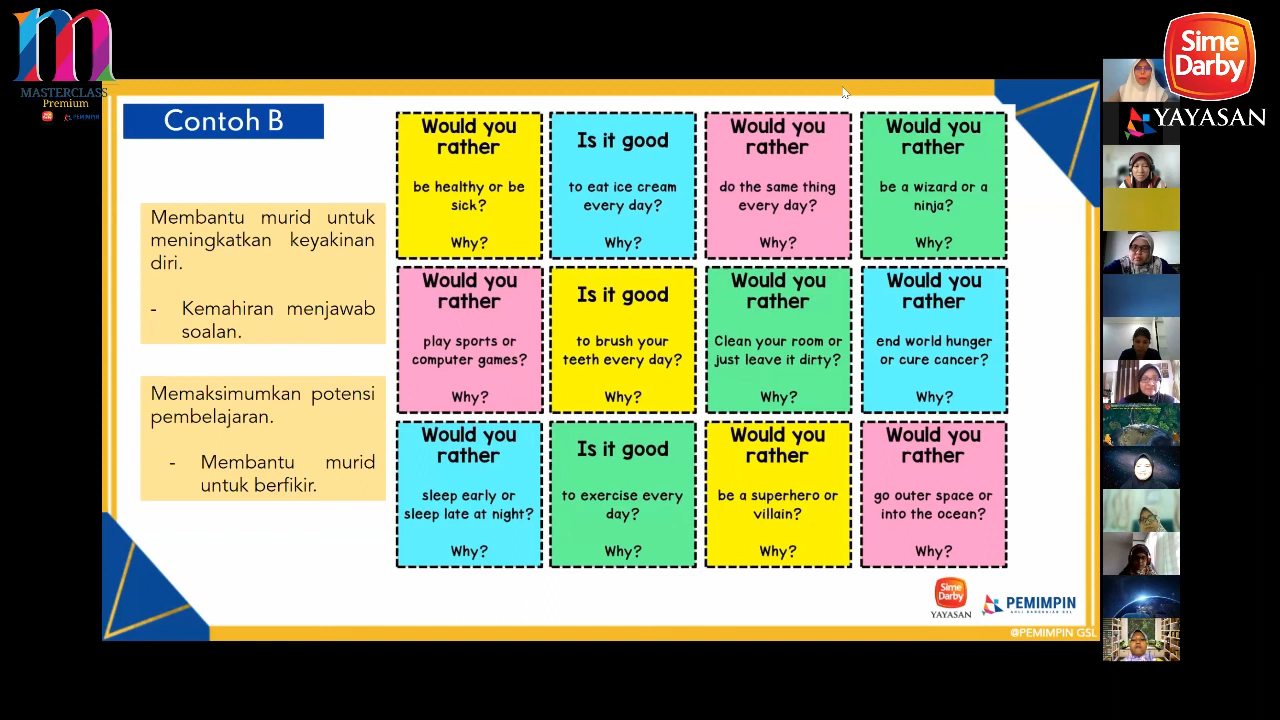 m
MASTERCLASS
Premium
PEMIMPIN
Sime
Darby
YAYASAN
Contoh B
Membantu murid untuk
meningkatkan keyakinan
diri.
- Kemahiran menjawab
soalan.
Memaksimumkan potensi
pembelajaran.
- Membantu murid
untuk berfikir.
Would you
rather
be healthy or be
sick?
Why?
Is it good
to eat ice cream
every day?
Why?
Would you
rather
do the same thing
every day?
Why?
Would you
rather
be a wizard or a
ninja?
Why?
Would you
rather
play sports or
computer games?
Why?
Is it good
to brush your
teeth every day?
Why?
Would you
rather
Clean your room or
just leave it dirty?
Why?
Would you
rather
end world hunger
or cure cancer?
Why?
Would you
rather
sleep early or
sleep late at night?
Why?
Is it good
to exercise every
day?
Why?
Would you
rather
be a superhero or
villain?
Why?
Would you
rather
go outer space or
into the ocean?
Why?
Sime
Darby
YAYASAN
PEMIMPIN
@PEMIMPIN GSL